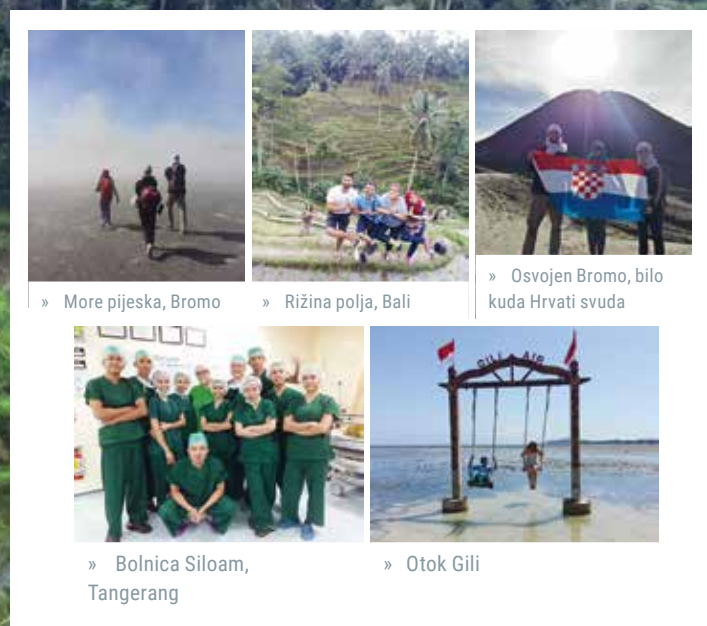 » More pijeska, Bromo
» Rižina polja, Bali
» Osvojen Bromo, bilo
kuda Hrvati svuda
GILI AIR
» Bolnica Siloam,
Tangerang
» Otok Gili